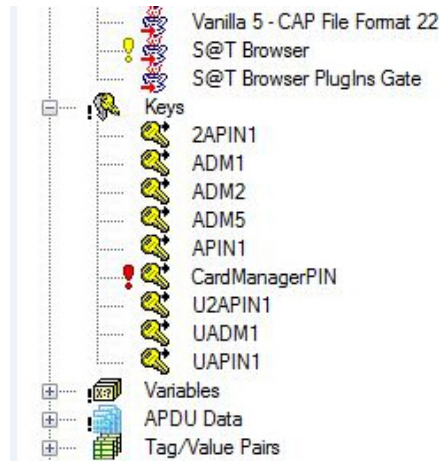 Vanilla 5 - CAP File Format 22
S@T Browser
S@T Browser PlugIns Gate
Keys
2APIN1
ADM1
ADM2
ADM5
APIN1
CardManagerPIN
U2APIN1
UADM1
UAPIN1
Variables
APDU Data
Tag/Value Pairs